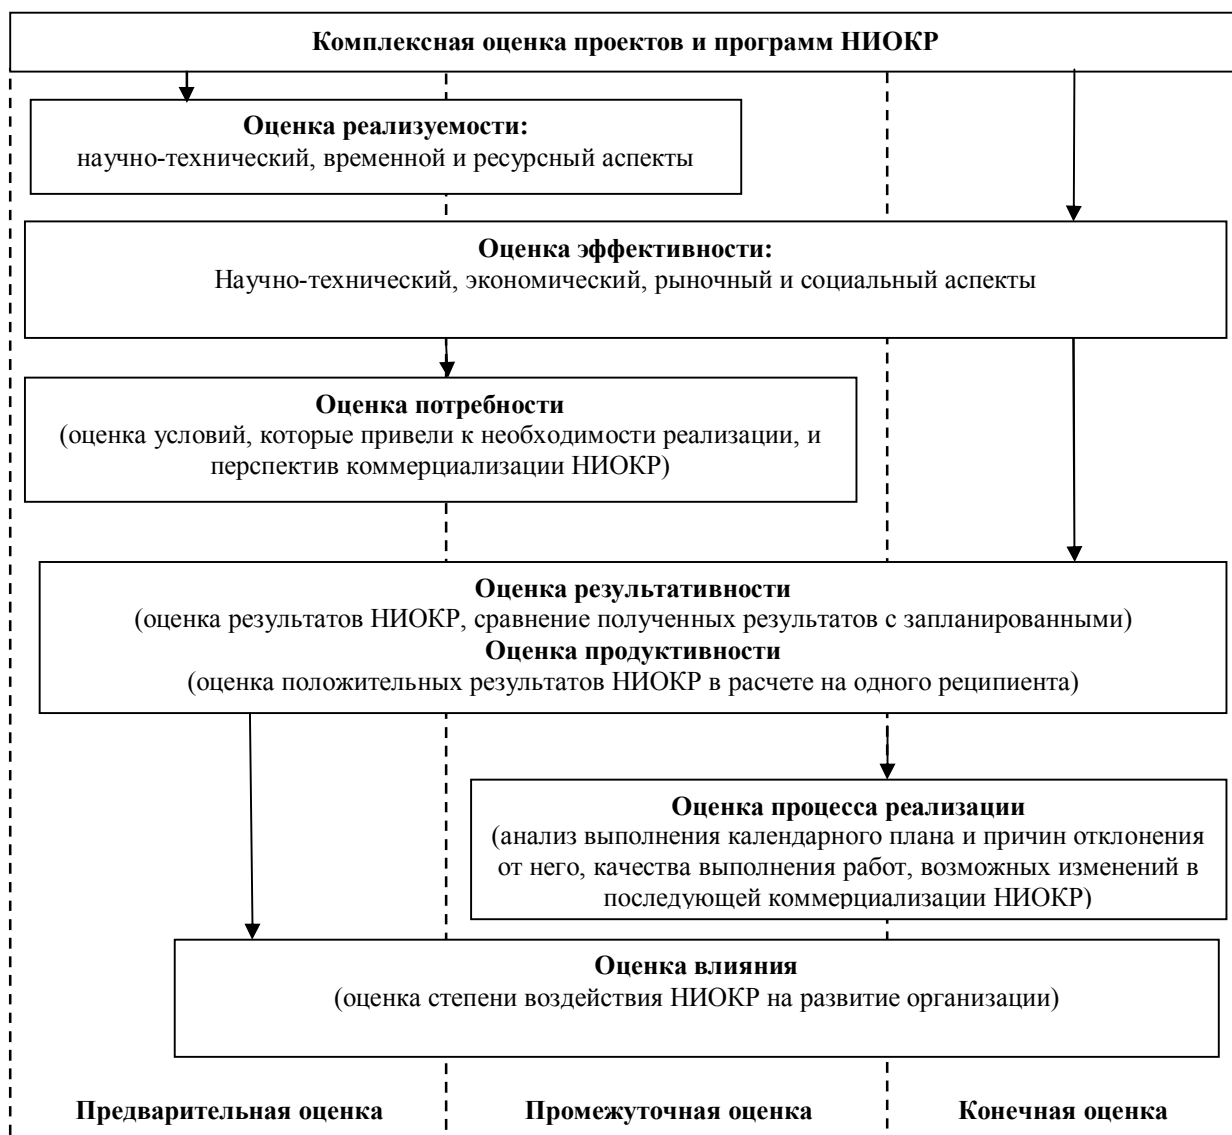 Комплексная оценка проектов и программ НИОКР
Оценка реализуемости:
научно-технический, временной и ресурсный аспекты
Оценка эффективности:
Научно-технический, экономический, рыночный и социальный аспекты
Оценка потребности
(оценка условий, которые привели к необходимости реализации, и
перспектив коммерциализации НИОКР)
Оценка результативности
(оценка результатов НИОКР, сравнение полученных результатов с запланированными)
Оценка продуктивности
(оценка положительных результатов НИОКР в расчете на одного реципиента)
Оценка процесса реализации
(анализ выполнения календарного плана и причин отклонения
от него, качества выполнения работ, возможных изменений в
последующей коммерциализации НИОКР)
Оценка влияния
(оценка степени воздействия НИОКР на развитие организации)
Предварительная оценка
Промежуточная оценка
Конечная оценка